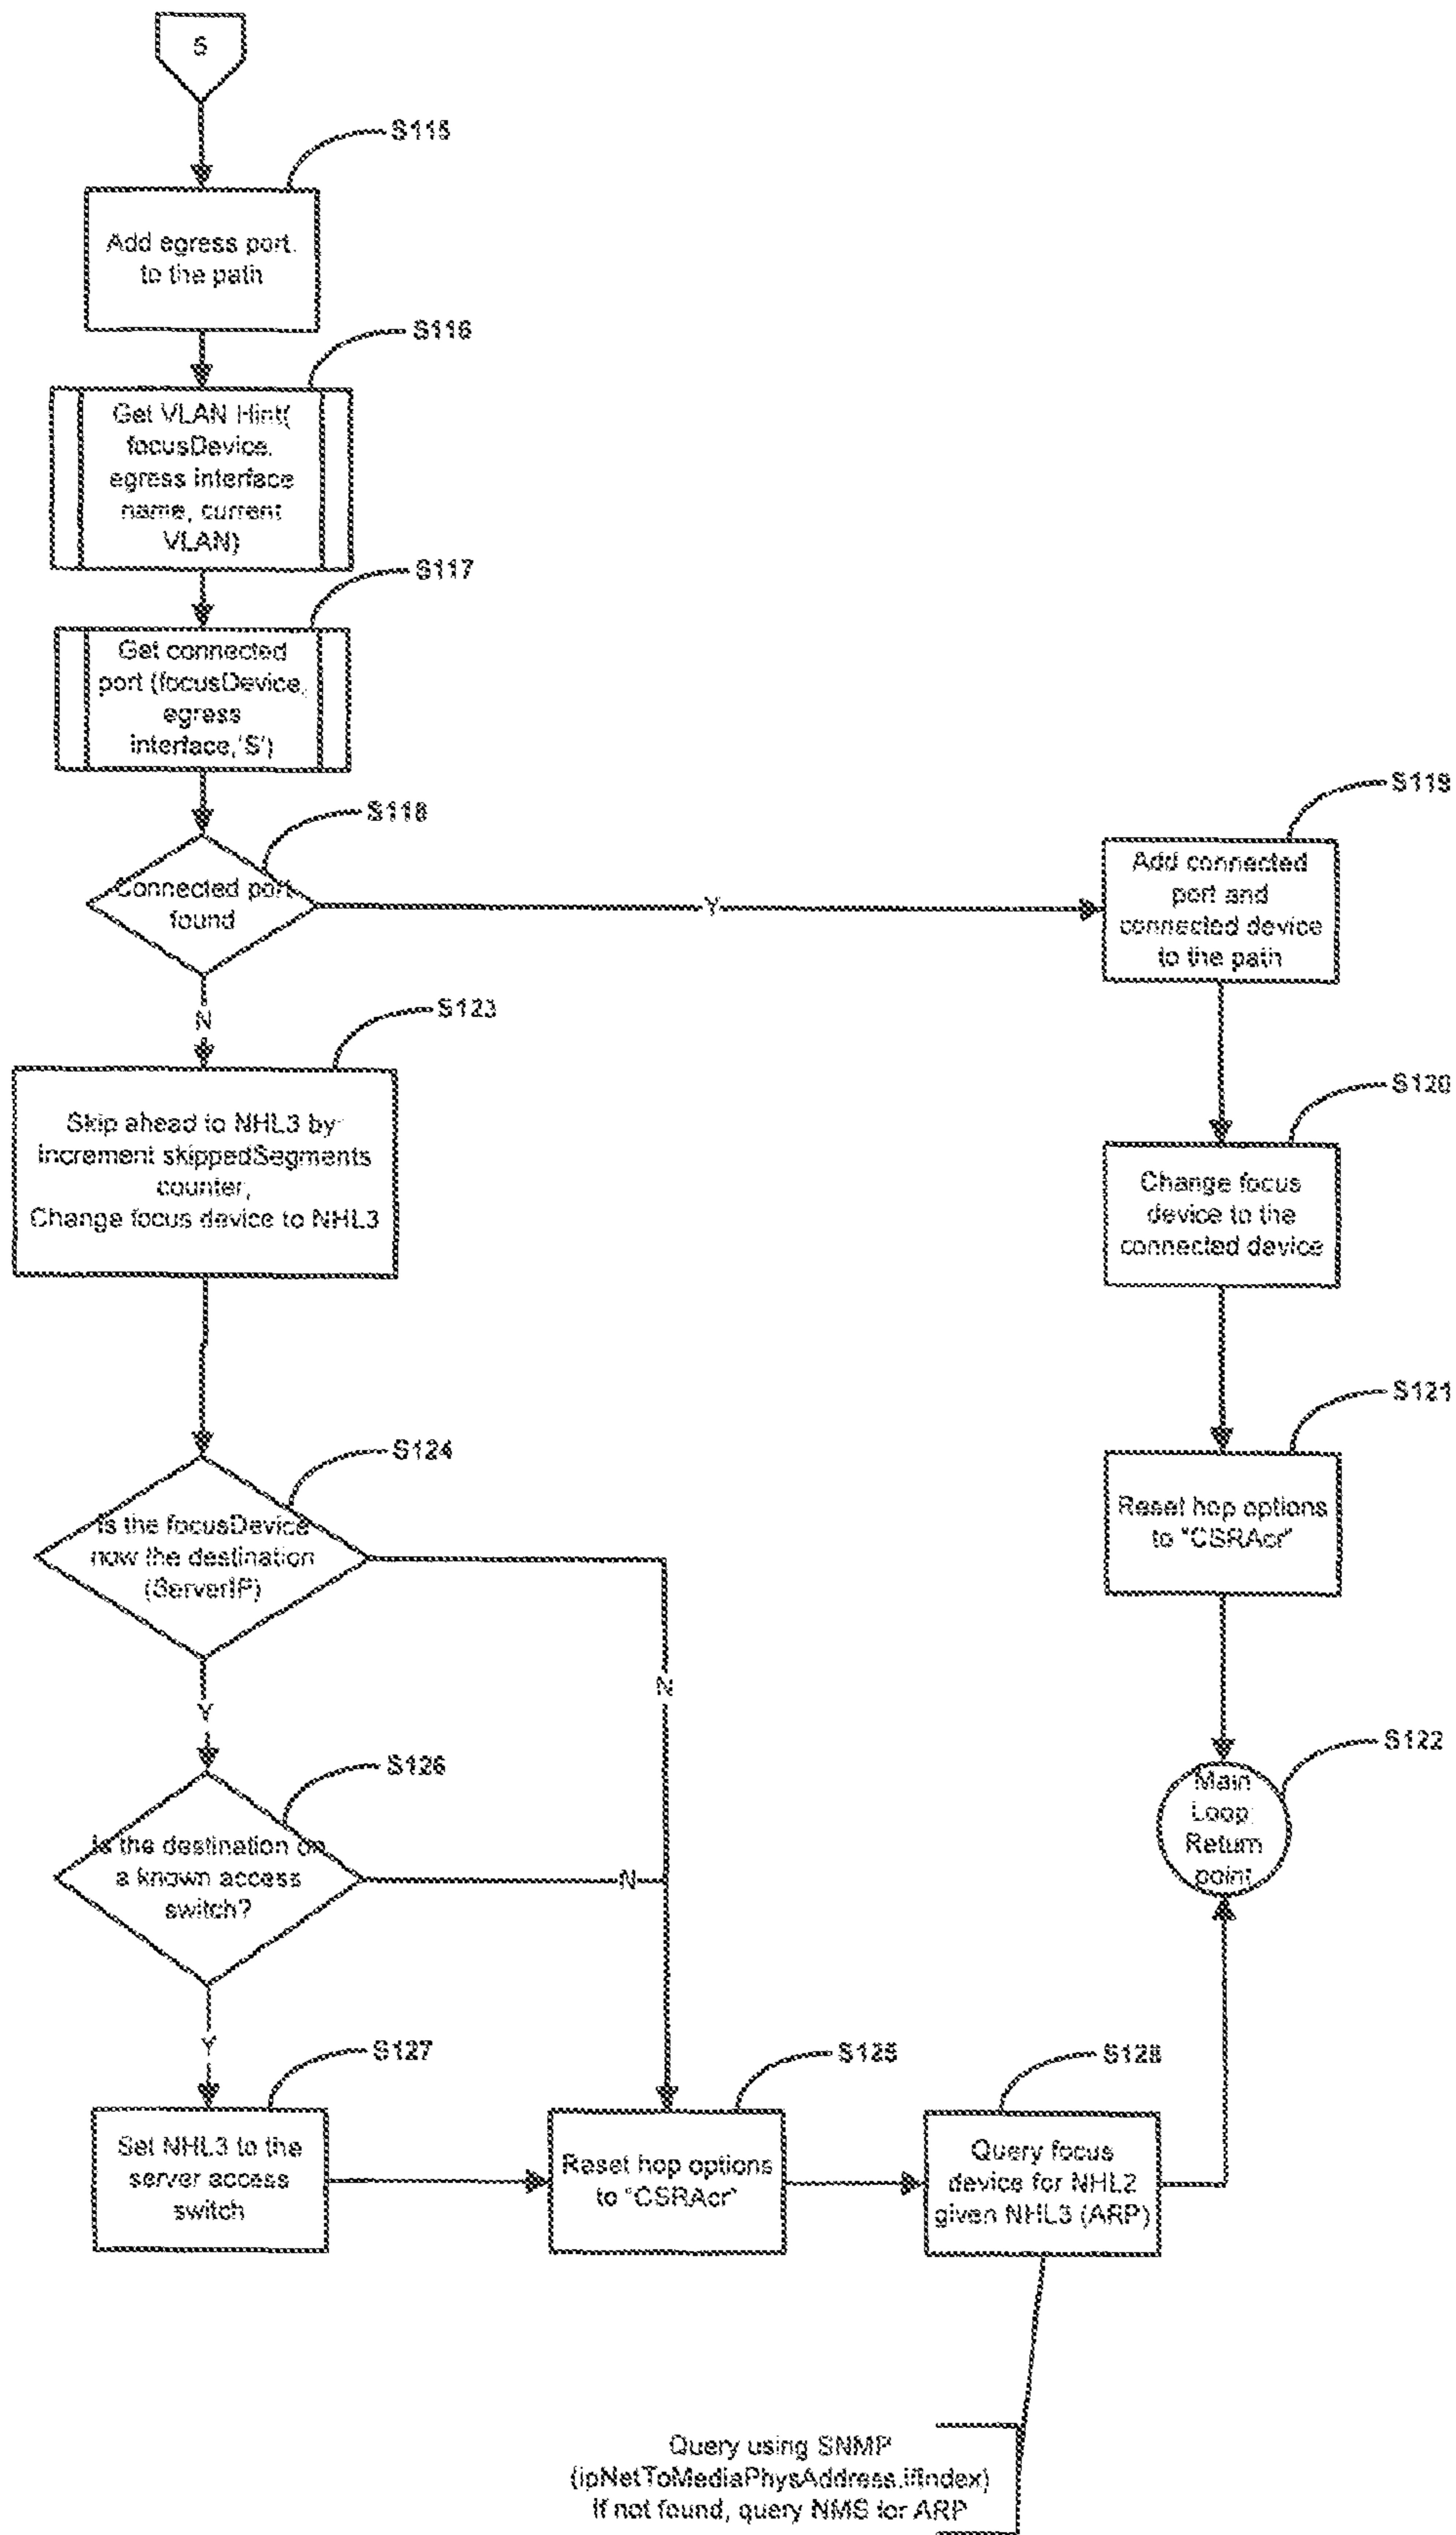 5
S115
Add egress port
to the path
S116
Get VLAN Hint(
focusDevice,
egress interface
name, current
VLAN)
S117
Get connected
port (focusDevice,
egress
interface,'S')
S118
Connected port
found
Y
S119
Add connected
port and
connected device
to the path
N
S123
Skip ahead to NHL3 by:
Increment skippedSegments
counter,
Change focus device to NHL3
S120
Change focus
device to the
connected device
S121
Reset hop options
to "CSRAcr"
S124
Is the focusDevice
now the destination
(ServerIP)
N
Y
S122
Main
Loop
Return
point
S126
Is the destination on
a known access
switch?
N
Y
S127
Set NHL3 to the
server access
switch
S125
Reset hop options
to "CSRAcr"
S128
Query focus
device for NHL2
given NHL3 (ARP)
Query using SNMP
(ipNetToMediaPhysAddress.ifIndex)
If not found, query NMS for ARP